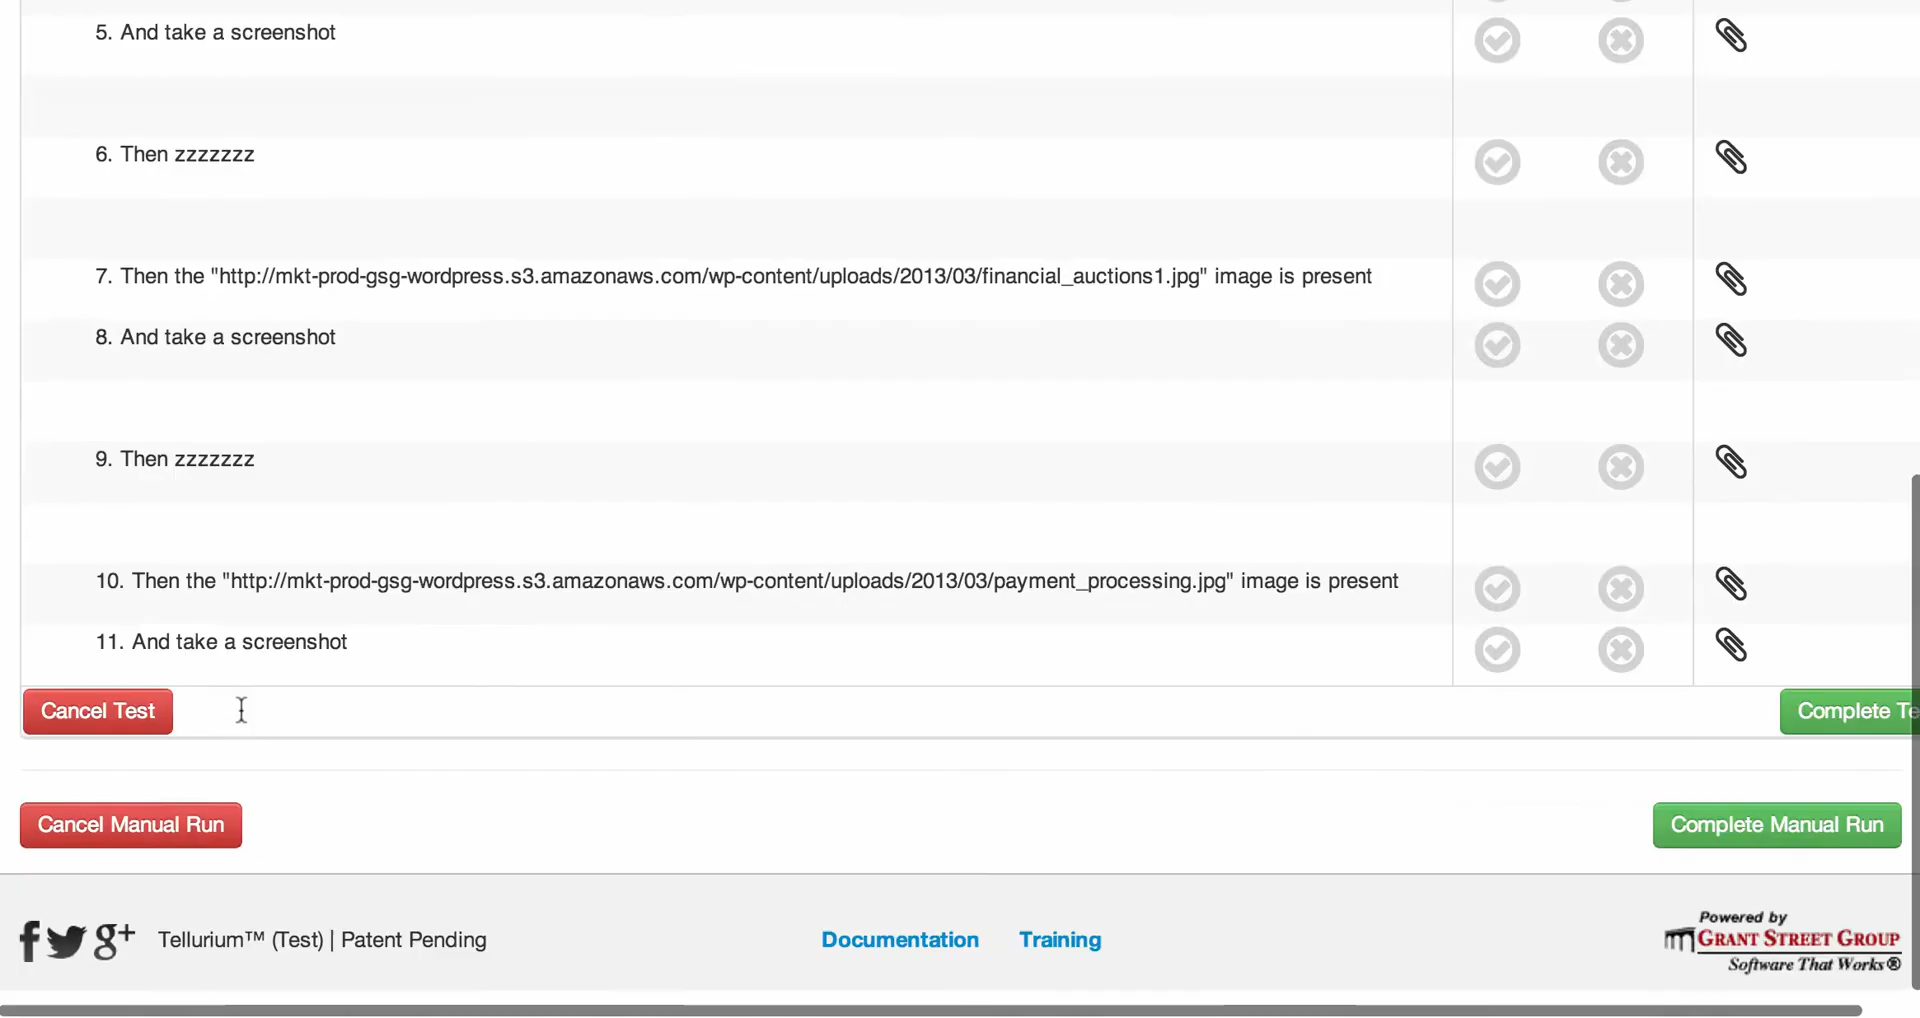 5. And take a screenshot
6. Then zzzzzzz
7. Then the "http://mkt-prod-gsg-wordpress.s3.amazonaws.com/wp-content/uploads/2013/03/financial_auctions1.jpg" image is present
8. And take a screenshot
9. Then zzzzzzz
10. Then the "http://mkt-prod-gsg-wordpress.s3.amazonaws.com/wp-content/uploads/2013/03/payment_processing.jpg" image is present
11. And take a screenshot
Cancel Test
Complete Te
Cancel Manual Run
Complete Manual Run
f g+ Tellurium™ (Test) | Patent Pending
Documentation Training
Powered by
GRANT STREET GROUP
Software That Works®